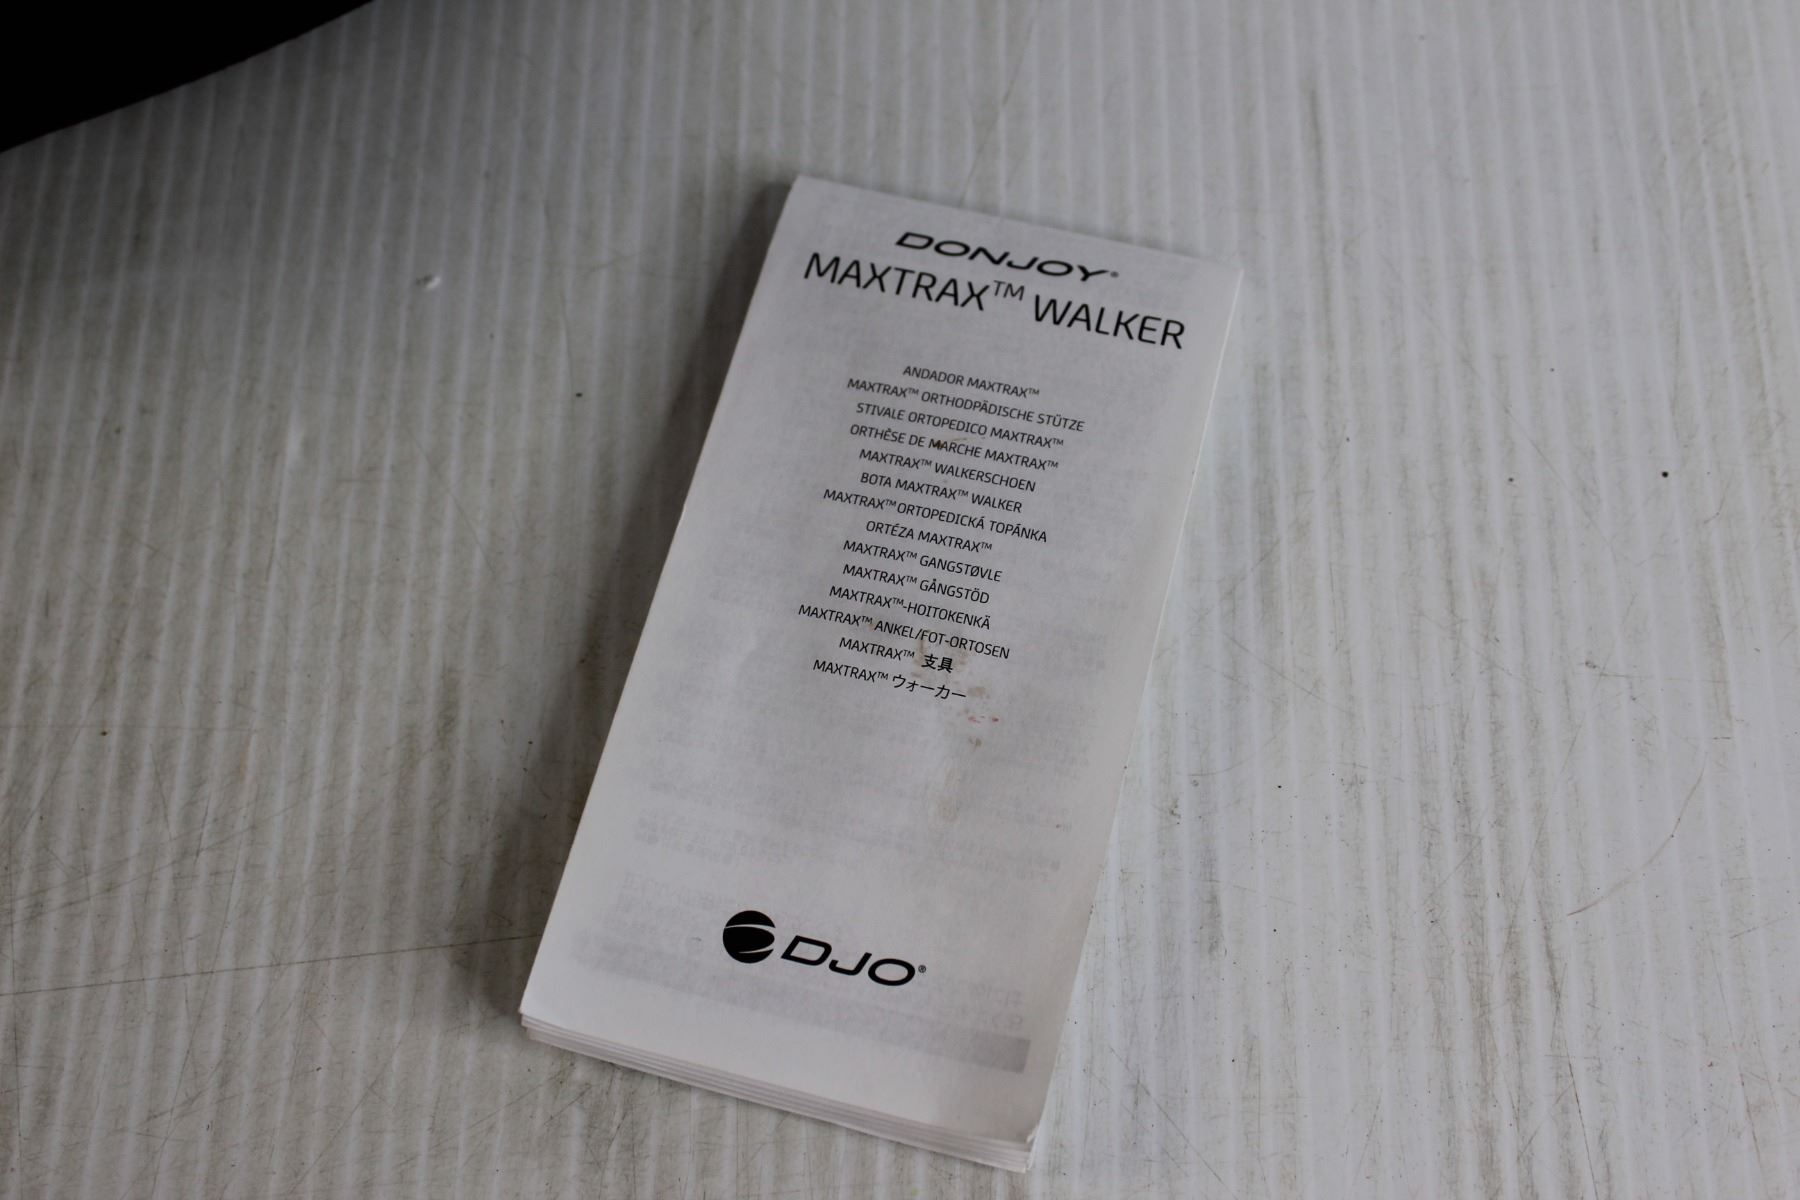 DONJOY®
MAXTRAX™ WALKER
ANDADOR MAXTRAX™
MAXTRAX™ ORTHODPÄDISCHE STÜTZE
STIVALE ORTOPEDICO MAXTRAX™
ORTHÈSE DE MARCHE MAXTRAX™
MAXTRAX™ WALKERSCHOEN
BOTA MAXTRAX™ WALKER
MAXTRAX™ ORTOPEDICKÁ TOPÁNKA
ORTÉZA MAXTRAX™
MAXTRAX™ GANGSTØVLE
MAXTRAX™ GÅNGSTÖD
MAXTRAX™-HOITOKENKÄ
MAXTRAX™ ANKEL/FOT-ORTOSEN
MAXTRAX™ 支具
MAXTRAX™ ウォーカー
DJO®